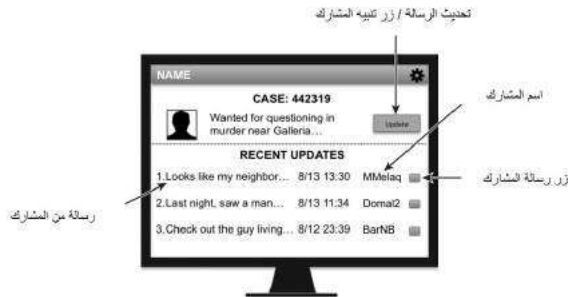 تحديث الرسالة / زر تنبيه المشارك
NAME
CASE: 442319
Wanted for questioning in
murder near Galleria...
Update
اسم المشارك
RECENT UPDATES
1.Looks like my neighbor... 8/13 13:30 MMelaq
زر رسالة المشارك
2.Last night, saw a man... 8/13 11:34 Domal2
رسالة من المشارك
3.Check out the guy living... 8/12 23:39 BarNB